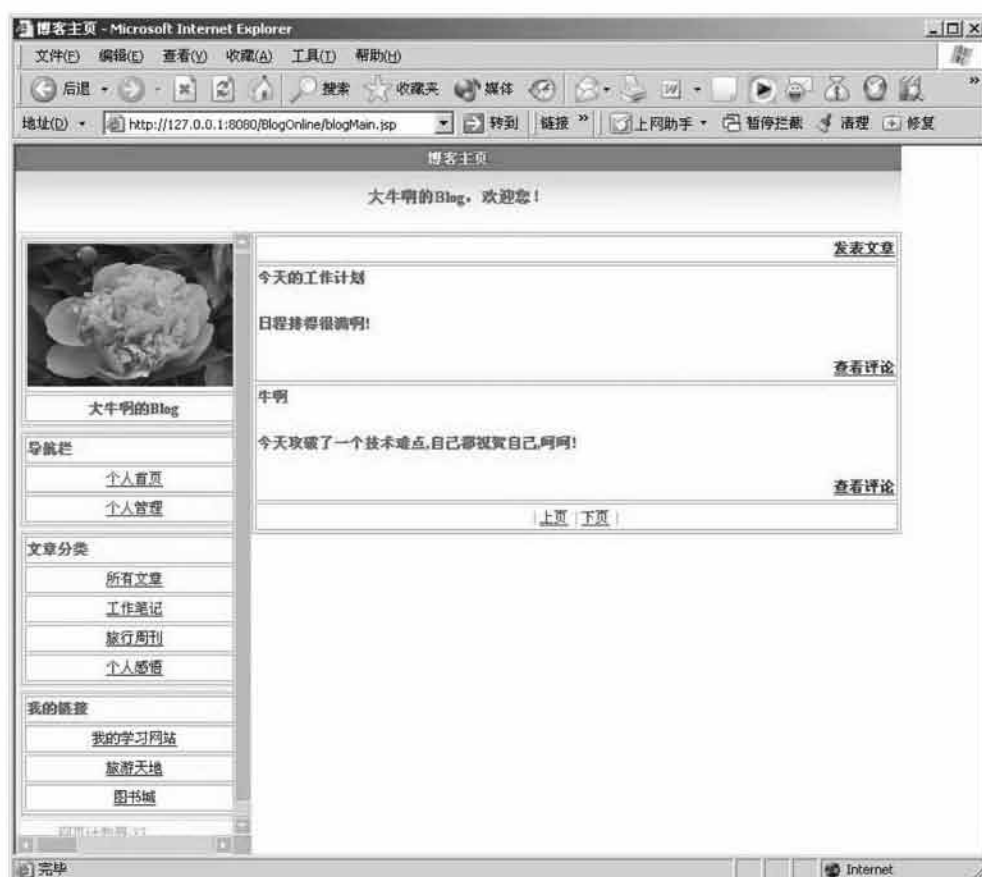 博客主页 - Microsoft Internet Explorer
文件(F) 编辑(E) 查看(V) 收藏(A) 工具(T) 帮助(H)
后退 搜索 收藏夹 媒体
地址(D) http://127.0.0.1:8080/BlogOnline/blogMain.jsp 转到 链接 » 上网助手 暂停拦截 清理 修复
博客主页
大牛啊的Blog，欢迎您！
大牛啊的Blog
导航栏
个人首页
个人管理
文章分类
所有文章
工作笔记
旅行周刊
个人感悟
我的链接
我的学习网站
旅游天地
图书城
发表文章
今天的工作计划
日程排得很满啊!
查看评论
牛啊
今天攻破了一个技术难点,自己都祝贺自己,呵呵!
查看评论
| 上页 | 下页 |
完毕 Internet